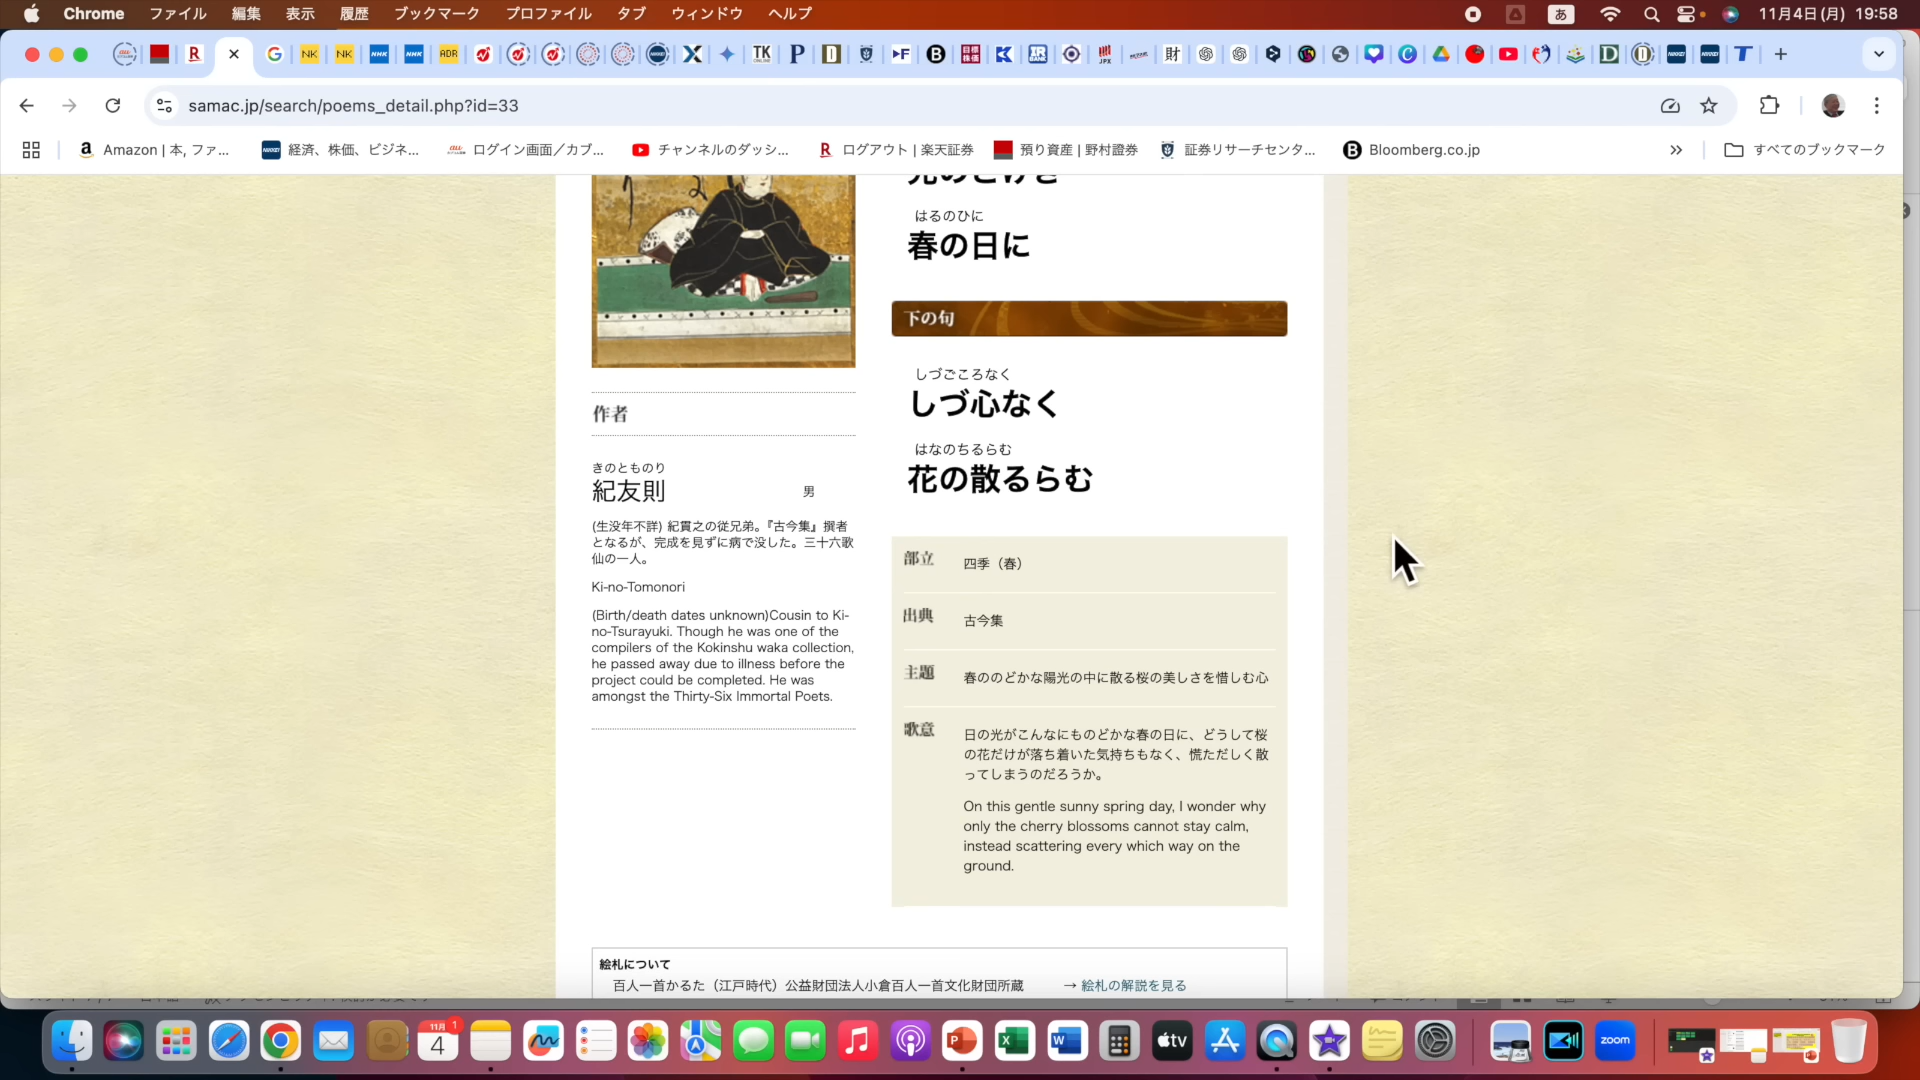 Chrome ファイル 編集 表示 履歴 ブックマーク プロファイル タブ ウィンドウ ヘルプ あ 11月4日(月) 19:58
samac.jp/search/poems_detail.php?id=33
Amazon | 本, ファ... 経済、株価、ビジネ... ログイン画面／カブ... チャンネルのダッシ... ログアウト | 楽天証券 預り資産 | 野村證券 証券リサーチセンタ... Bloomberg.co.jp すべてのブックマーク
はるのひに
春の日に
下の句
しづごころなく
しづ心なく
はなのちるらむ
花の散るらむ
作者
きのとものり
紀友則 男
(生没年不詳) 紀貫之の従兄弟。『古今集』撰者
となるが、完成を見ずに病で没した。三十六歌
仙の一人。
Ki-no-Tomonori
(Birth/death dates unknown)Cousin to Ki-
no-Tsurayuki. Though he was one of the
compilers of the Kokinshu waka collection,
he passed away due to illness before the
project could be completed. He was
amongst the Thirty-Six Immortal Poets.
部立 四季（春）
出典 古今集
主題 春ののどかな陽光の中に散る桜の美しさを惜しむ心
歌意 日の光がこんなにものどかな春の日に、どうして桜
の花だけが落ち着いた気持ちもなく、慌ただしく散
ってしまうのだろうか。
On this gentle sunny spring day, I wonder why
only the cherry blossoms cannot stay calm,
instead scattering every which way on the
ground.
絵札について
百人一首かるた（江戸時代）公益財団法人小倉百人一首文化財団所蔵 → 絵札の解説を見る
11月 1
4
tv
zoom